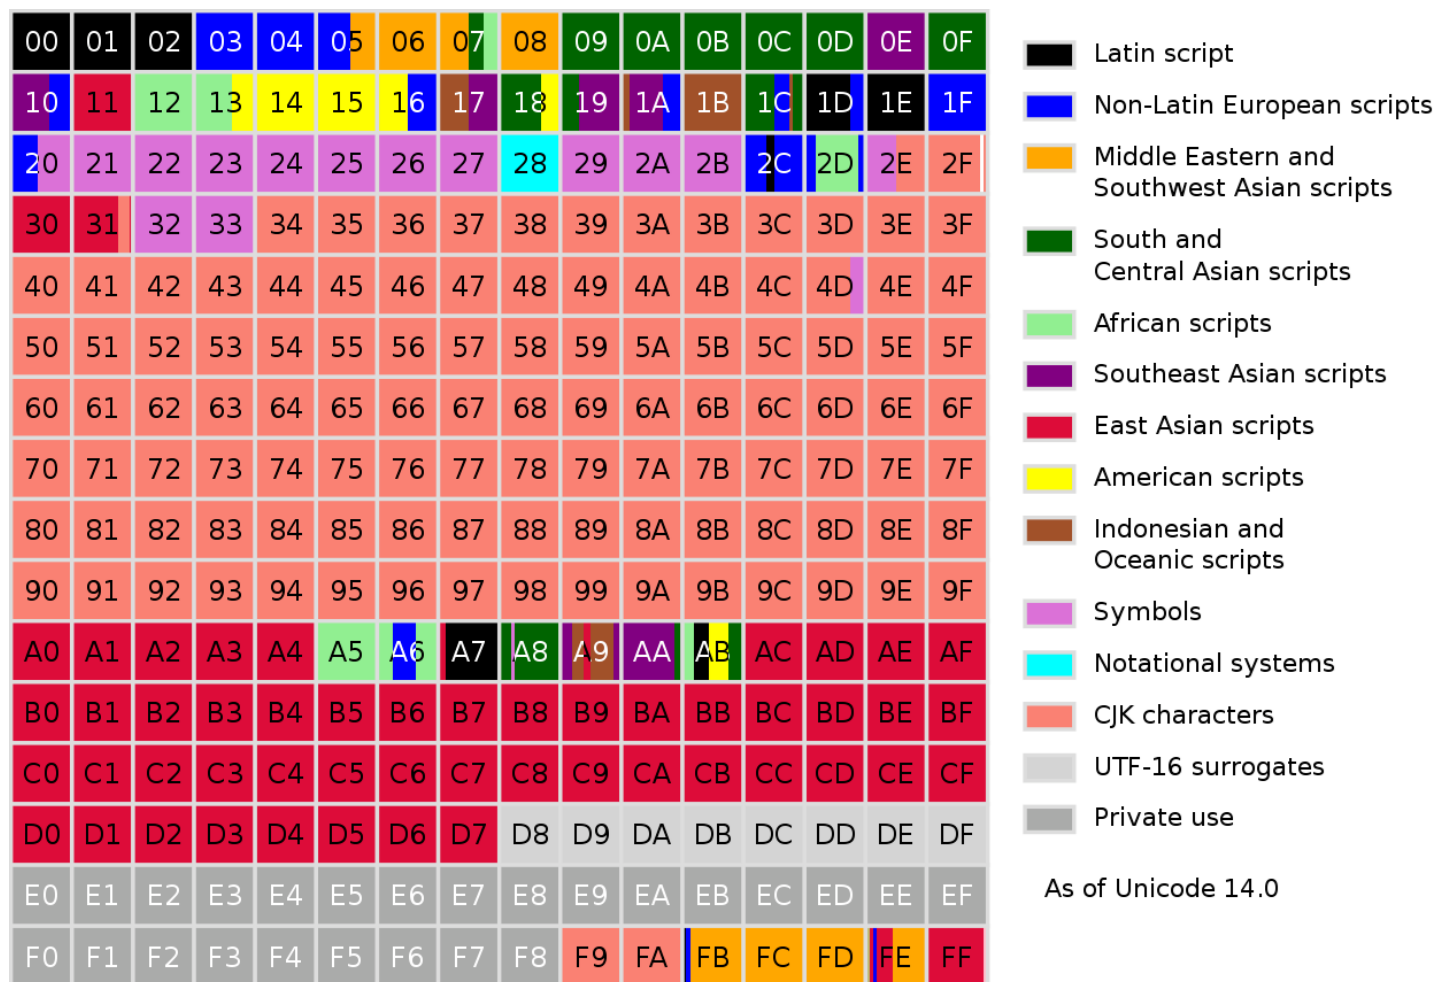 00 01 02 03 04 05 06 07 08 09 0A 0B 0C 0D 0E 0F
10 11 12 13 14 15 16 17 18 19 1A 1B 1C 1D 1E 1F
20 21 22 23 24 25 26 27 28 29 2A 2B 2C 2D 2E 2F
30 31 32 33 34 35 36 37 38 39 3A 3B 3C 3D 3E 3F
40 41 42 43 44 45 46 47 48 49 4A 4B 4C 4D 4E 4F
50 51 52 53 54 55 56 57 58 59 5A 5B 5C 5D 5E 5F
60 61 62 63 64 65 66 67 68 69 6A 6B 6C 6D 6E 6F
70 71 72 73 74 75 76 77 78 79 7A 7B 7C 7D 7E 7F
80 81 82 83 84 85 86 87 88 89 8A 8B 8C 8D 8E 8F
90 91 92 93 94 95 96 97 98 99 9A 9B 9C 9D 9E 9F
A0 A1 A2 A3 A4 A5 A6 A7 A8 A9 AA AB AC AD AE AF
B0 B1 B2 B3 B4 B5 B6 B7 B8 B9 BA BB BC BD BE BF
C0 C1 C2 C3 C4 C5 C6 C7 C8 C9 CA CB CC CD CE CF
D0 D1 D2 D3 D4 D5 D6 D7 D8 D9 DA DB DC DD DE DF
E0 E1 E2 E3 E4 E5 E6 E7 E8 E9 EA EB EC ED EE EF
F0 F1 F2 F3 F4 F5 F6 F7 F8 F9 FA FB FC FD FE FF
Latin script
Non-Latin European scripts
Middle Eastern and
Southwest Asian scripts
South and
Central Asian scripts
African scripts
Southeast Asian scripts
East Asian scripts
American scripts
Indonesian and
Oceanic scripts
Symbols
Notational systems
CJK characters
UTF-16 surrogates
Private use
As of Unicode 14.0